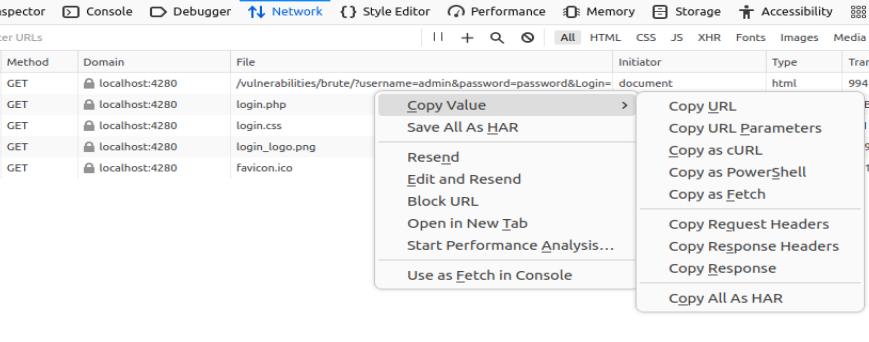 nspector Console Debugger Network {} Style Editor Performance Memory Storage Accessibility
ter URLs All HTML CSS JS XHR Fonts Images Media
Method Domain File Initiator Type Tran
GET localhost:4280 /vulnerabilities/brute/?username=admin&password=password&Login= document html 994
GET localhost:4280 login.php
GET localhost:4280 login.css
GET localhost:4280 login_logo.png
GET localhost:4280 favicon.ico
Copy Value
Save All As HAR
Resend
Edit and Resend
Block URL
Open in New Tab
Start Performance Analysis...
Use as Fetch in Console
Copy URL
Copy URL Parameters
Copy as cURL
Copy as PowerShell
Copy as Fetch
Copy Request Headers
Copy Response Headers
Copy Response
Copy All As HAR